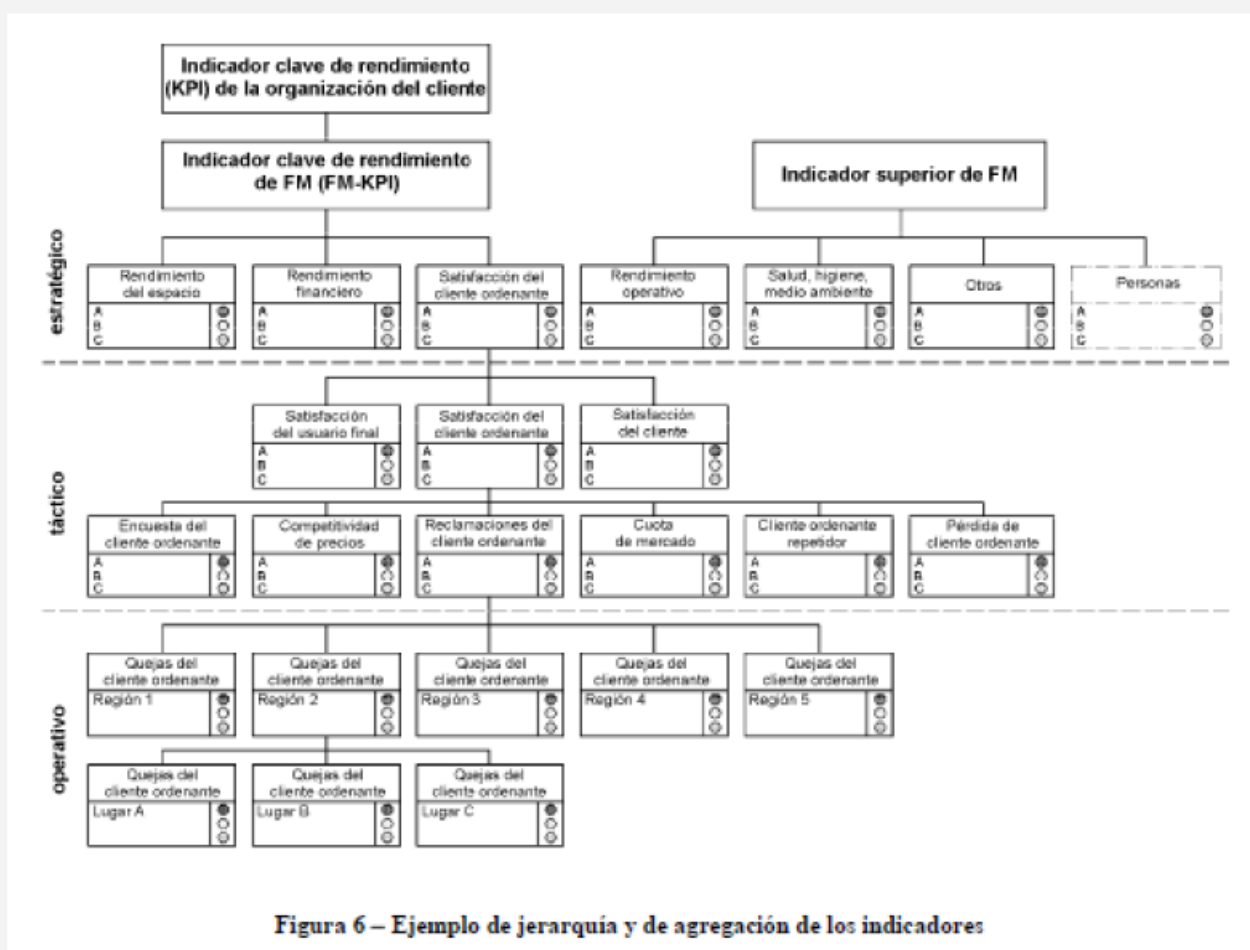 Indicador clave de rendimiento
(KPI) de la organización del cliente
Indicador clave de rendimiento
de FM (FM-KPI)
Indicador superior de FM
estratégico
Rendimiento
del espacio
A
B
C
Rendimiento
financiero
A
B
C
Satisfacción del
cliente ordenante
A
B
C
Rendimiento
operativo
A
B
C
Salud, higiene,
medio ambiente
A
B
C
Otros
A
B
C
Personas
A
B
C
táctico
Satisfacción
del usuario final
A
B
C
Satisfacción del
cliente ordenante
A
B
C
Satisfacción
del cliente
A
B
C
Encuesta del
cliente ordenante
A
B
C
Competitividad
de precios
A
B
C
Reclamaciones del
cliente ordenante
A
B
C
Cuota
de mercado
A
B
C
Cliente ordenante
repetidor
A
B
C
Pérdida de
cliente ordenante
A
B
C
operativo
Quejas del
cliente ordenante
Región 1
Quejas del
cliente ordenante
Región 2
Quejas del
cliente ordenante
Región 3
Quejas del
cliente ordenante
Región 4
Quejas del
cliente ordenante
Región 5
Quejas del
cliente ordenante
Lugar A
Quejas del
cliente ordenante
Lugar B
Quejas del
cliente ordenante
Lugar C
Figura 6 – Ejemplo de jerarquía y de agregación de los indicadores